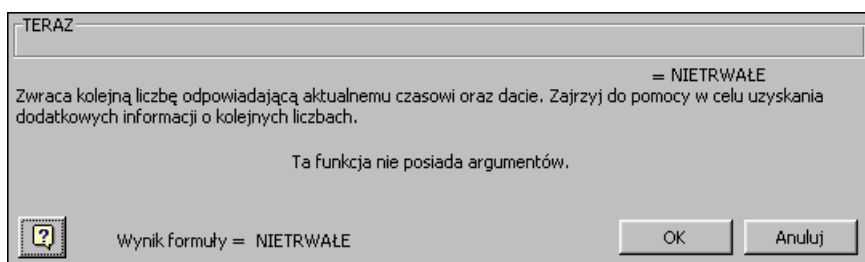 TERAZ
= NIETRWAŁE
Zwraca kolejną liczbę odpowiadającą aktualnemu czasowi oraz dacie. Zajrzyj do pomocy w celu uzyskania
dodatkowych informacji o kolejnych liczbach.
Ta funkcja nie posiada argumentów.
? Wynik formuły = NIETRWAŁE OK Anuluj